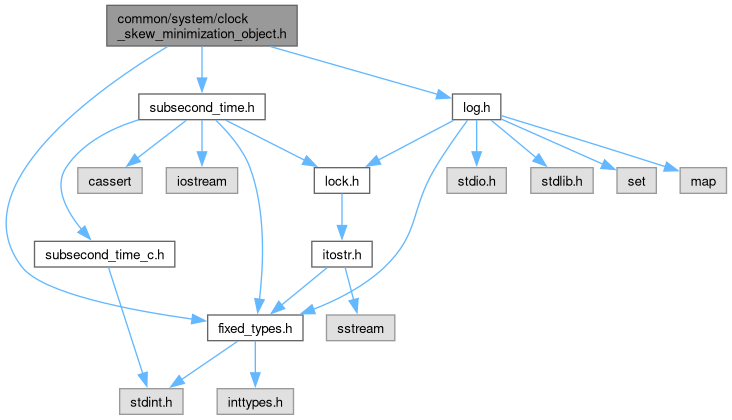 common/system/clock
_skew_minimization_object.h
subsecond_time.h
log.h
cassert
iostream
lock.h
stdio.h
stdlib.h
set
map
subsecond_time_c.h
itostr.h
fixed_types.h
sstream
stdint.h
inttypes.h